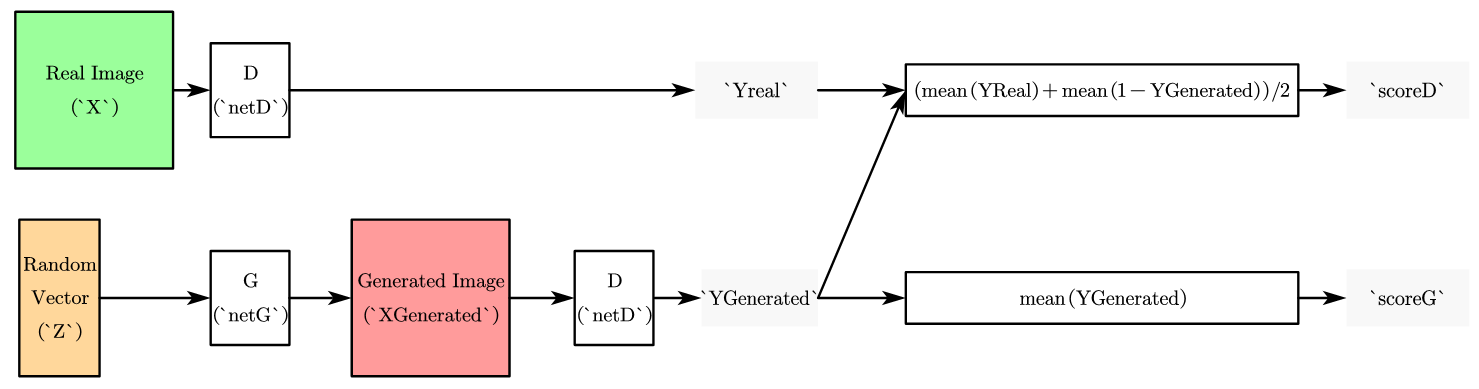 Real Image
(`X`)
D
(`netD`)
`Yreal`
(mean(YReal)+mean(1−YGenerated))/2
`scoreD`
Random
Vector
(`Z`)
G
(`netG`)
Generated Image
(`XGenerated`)
D
(`netD`)
`YGenerated`
mean(YGenerated)
`scoreG`